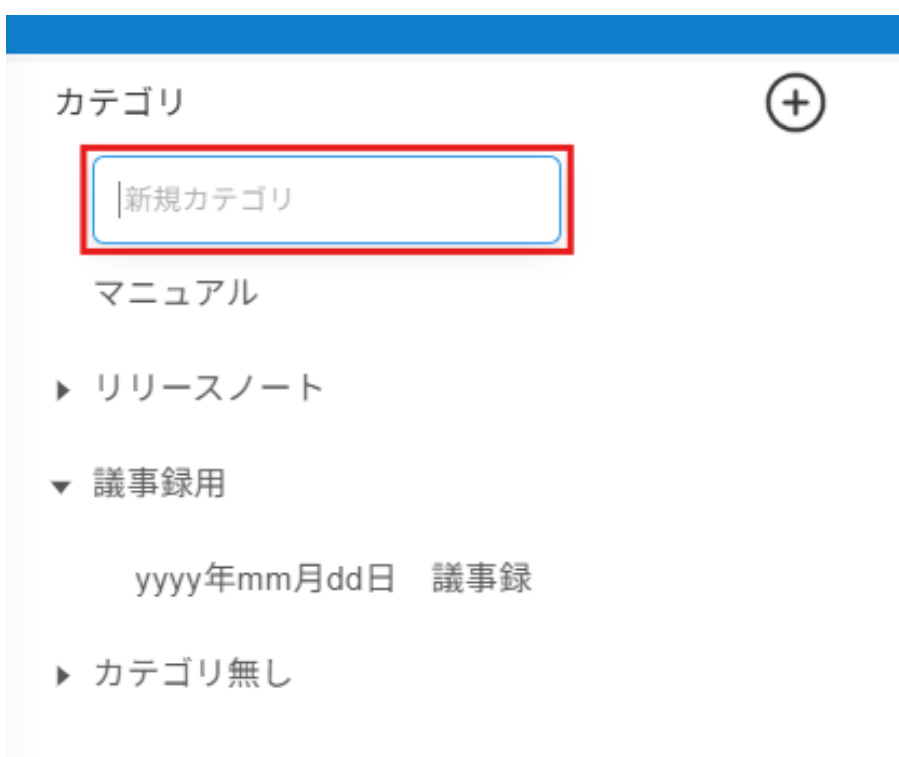 カテゴリ
新規カテゴリ
マニュアル
リリースノート
議事録用
yyyy年mm月dd日　議事録
カテゴリ無し